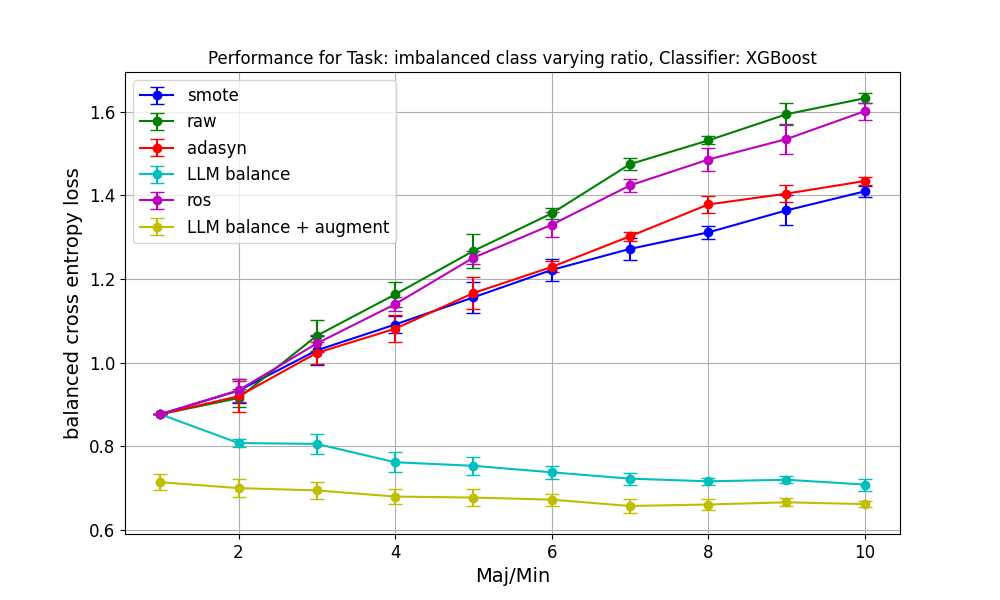 Performance for Task: imbalanced class varying ratio, Classifier: XGBoost
smote
raw
adasyn
LLM balance
ros
LLM balance + augment
balanced cross entropy loss
1.6
1.4
1.2
1.0
0.8
0.6
2 4 6 8 10
Maj/Min